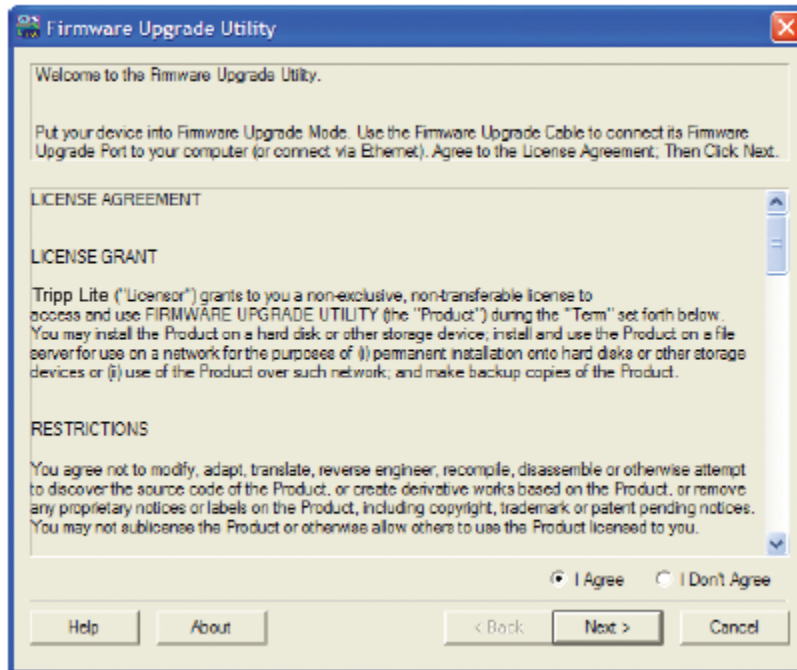 Firmware Upgrade Utility
Welcome to the Firmware Upgrade Utility.
Put your device into Firmware Upgrade Mode. Use the Firmware Upgrade Cable to connect its Firmware
Upgrade Port to your computer (or connect via Ethernet). Agree to the License Agreement; Then Click Next.
LICENSE AGREEMENT
LICENSE GRANT
Tripp Lite ("Licensor") grants to you a non-exclusive, non-transferable license to
access and use FIRMWARE UPGRADE UTILITY (the "Product") during the "Term" set forth below.
You may install the Product on a hard disk or other storage device; install and use the Product on a file
server for use on a network for the purposes of (i) permanent installation onto hard disks or other storage
devices or (ii) use of the Product over such network; and make backup copies of the Product.
RESTRICTIONS
You agree not to modify, adapt, translate, reverse engineer, recompile, disassemble or otherwise attempt
to discover the source code of the Product, or create derivative works based on the Product, or remove
any proprietary notices or labels on the Product, including copyright, trademark or patent pending notices.
You may not sublicense the Product or otherwise allow others to use the Product licensed to you.
I Agree I Don't Agree
Help About < Back Next > Cancel